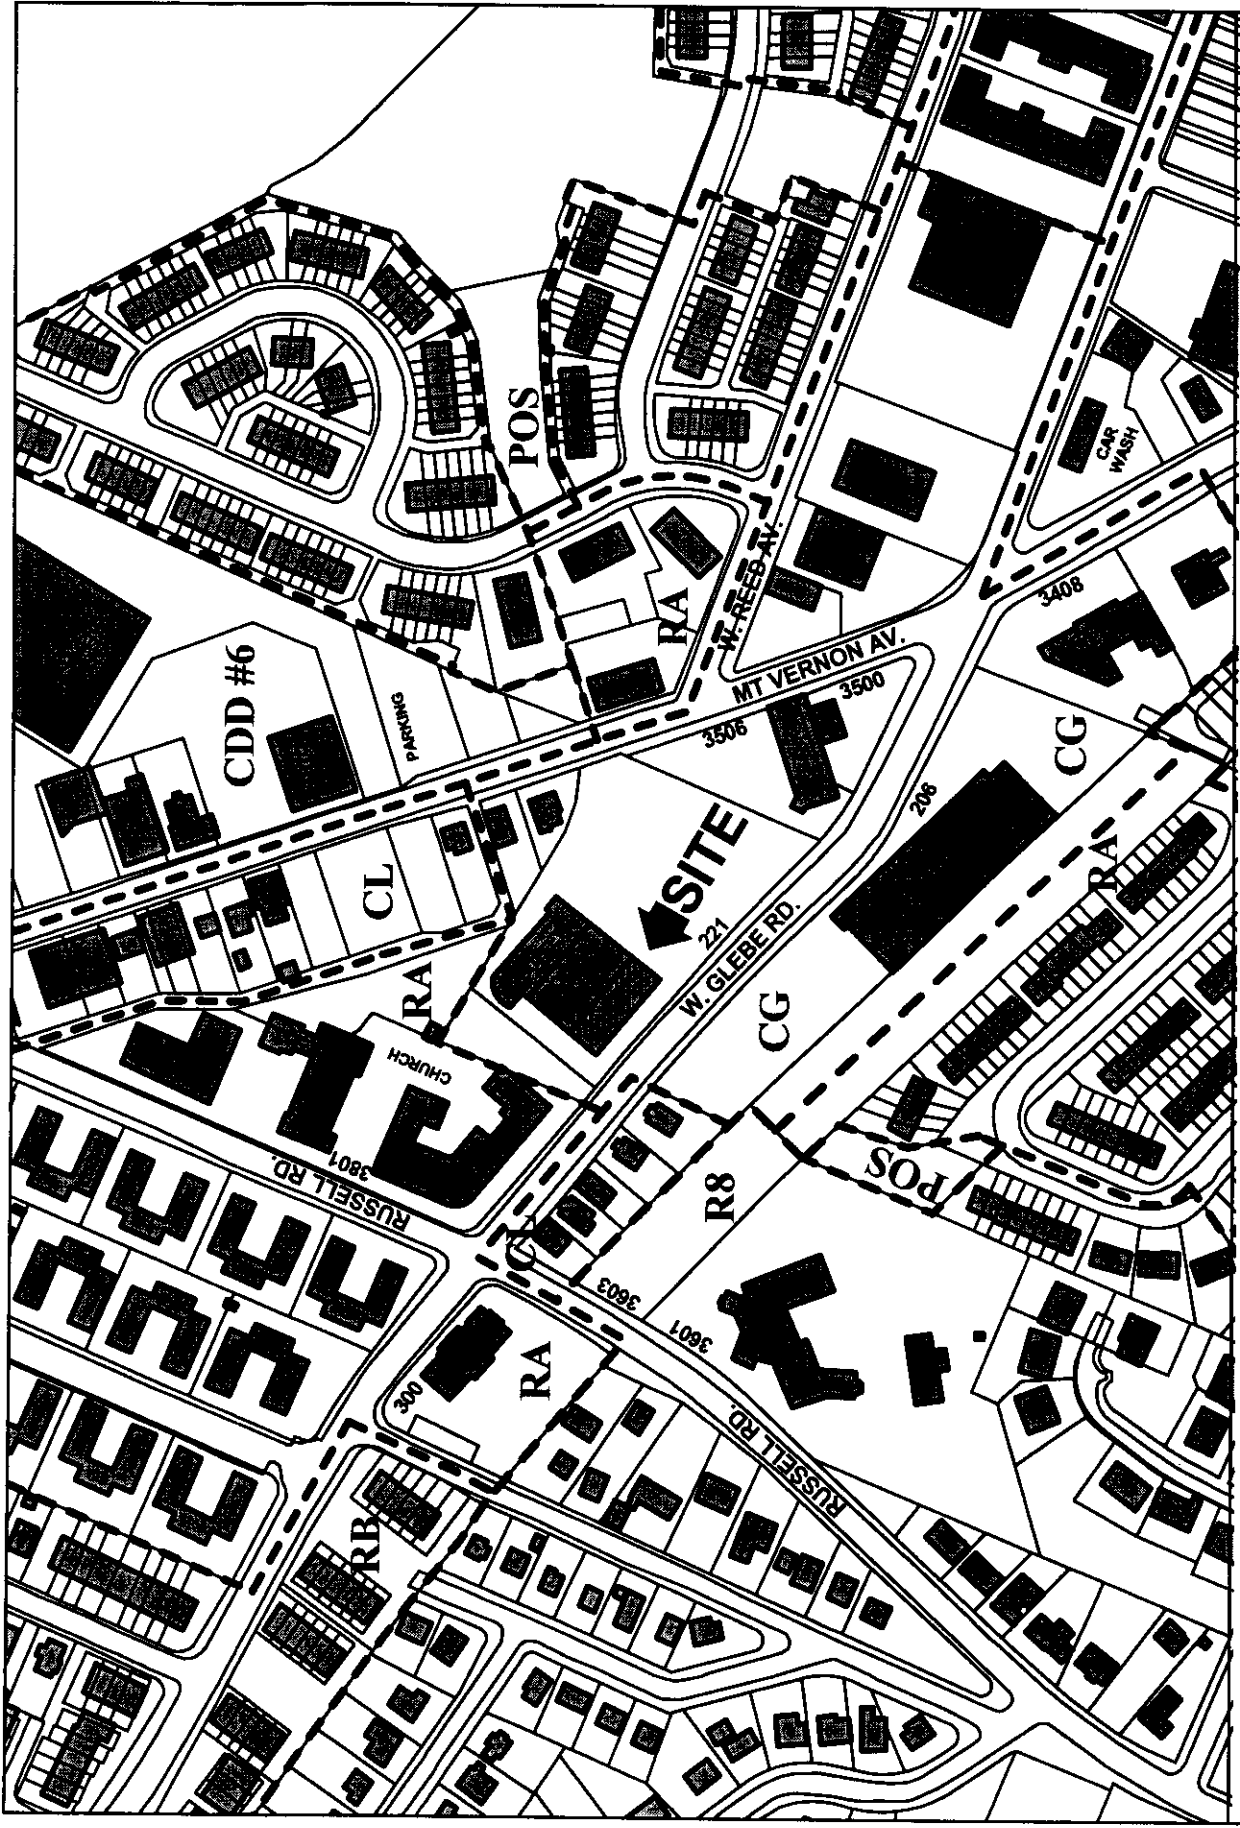 CDD #6
PARKING
CL
POS
RA
W. REED AV.
MT VERNON AV.
3506
3500
3408
CAR
WASH
SITE
221
W. GLEBE RD.
206
CG
CG
RA
RA
CHURCH
3801
RUSSELL RD.
CL
R8
POS
3603
3601
RA
300
RUSSELL RD.
RB